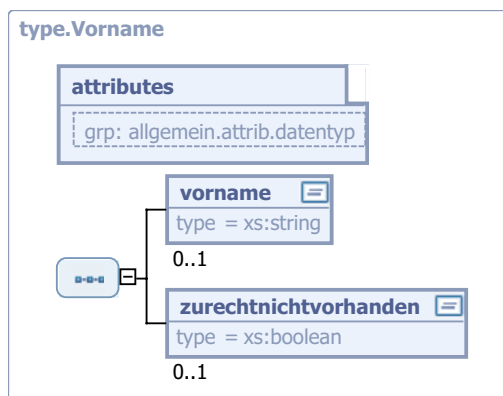 type.Vorname
attributes
grp: allgemein.attrib.datentyp
vorname
type = xs:string
0..1
zurechtnichtvorhanden
type = xs:boolean
0..1